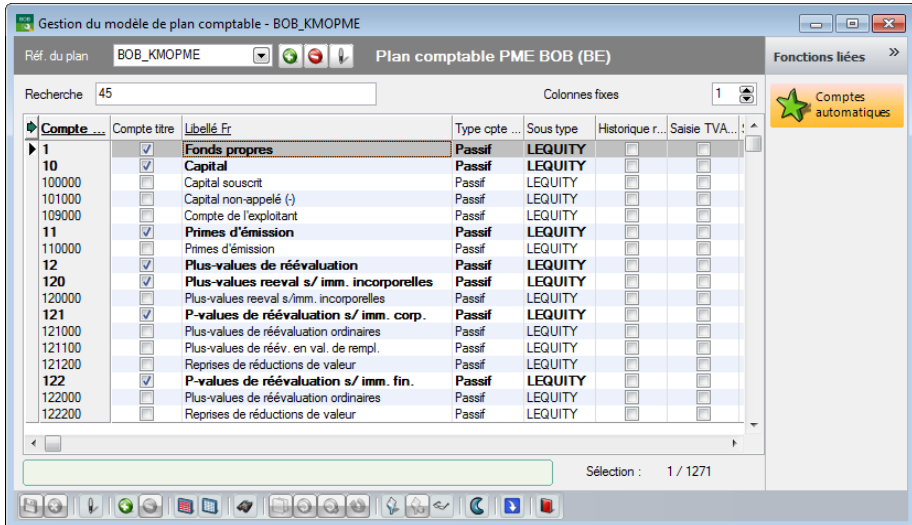 BOB Gestion du modèle de plan comptable - BOB_KMOPME
Réf. du plan BOB_KMOPME Plan comptable PME BOB (BE) Fonctions liées »
Recherche 45 Colonnes fixes 1 Comptes
automatiques
Compte ... Compte titre Libellé Fr Type cpte ... Sous type Historique r... Saisie TVA...
1 Fonds propres Passif LEQUITY
10 Capital Passif LEQUITY
100000 Capital souscrit Passif LEQUITY
101000 Capital non-appelé (-) Passif LEQUITY
109000 Compte de l'exploitant Passif LEQUITY
11 Primes d'émission Passif LEQUITY
110000 Primes d'émission Passif LEQUITY
12 Plus-values de réévaluation Passif LEQUITY
120 Plus-values reeval s/ imm. incorporelles Passif LEQUITY
120000 Plus-values reeval s/imm. incorporelles Passif LEQUITY
121 P-values de réévaluation s/ imm. corp. Passif LEQUITY
121000 Plus-values de réévaluation ordinaires Passif LEQUITY
121100 Plus-values de réév. en val. de rempl. Passif LEQUITY
121200 Reprises de réductions de valeur Passif LEQUITY
122 P-values de réévaluation s/ imm. fin. Passif LEQUITY
122000 Plus-values de réévaluation ordinaires Passif LEQUITY
122200 Reprises de réductions de valeur Passif LEQUITY
Sélection : 1 / 1271